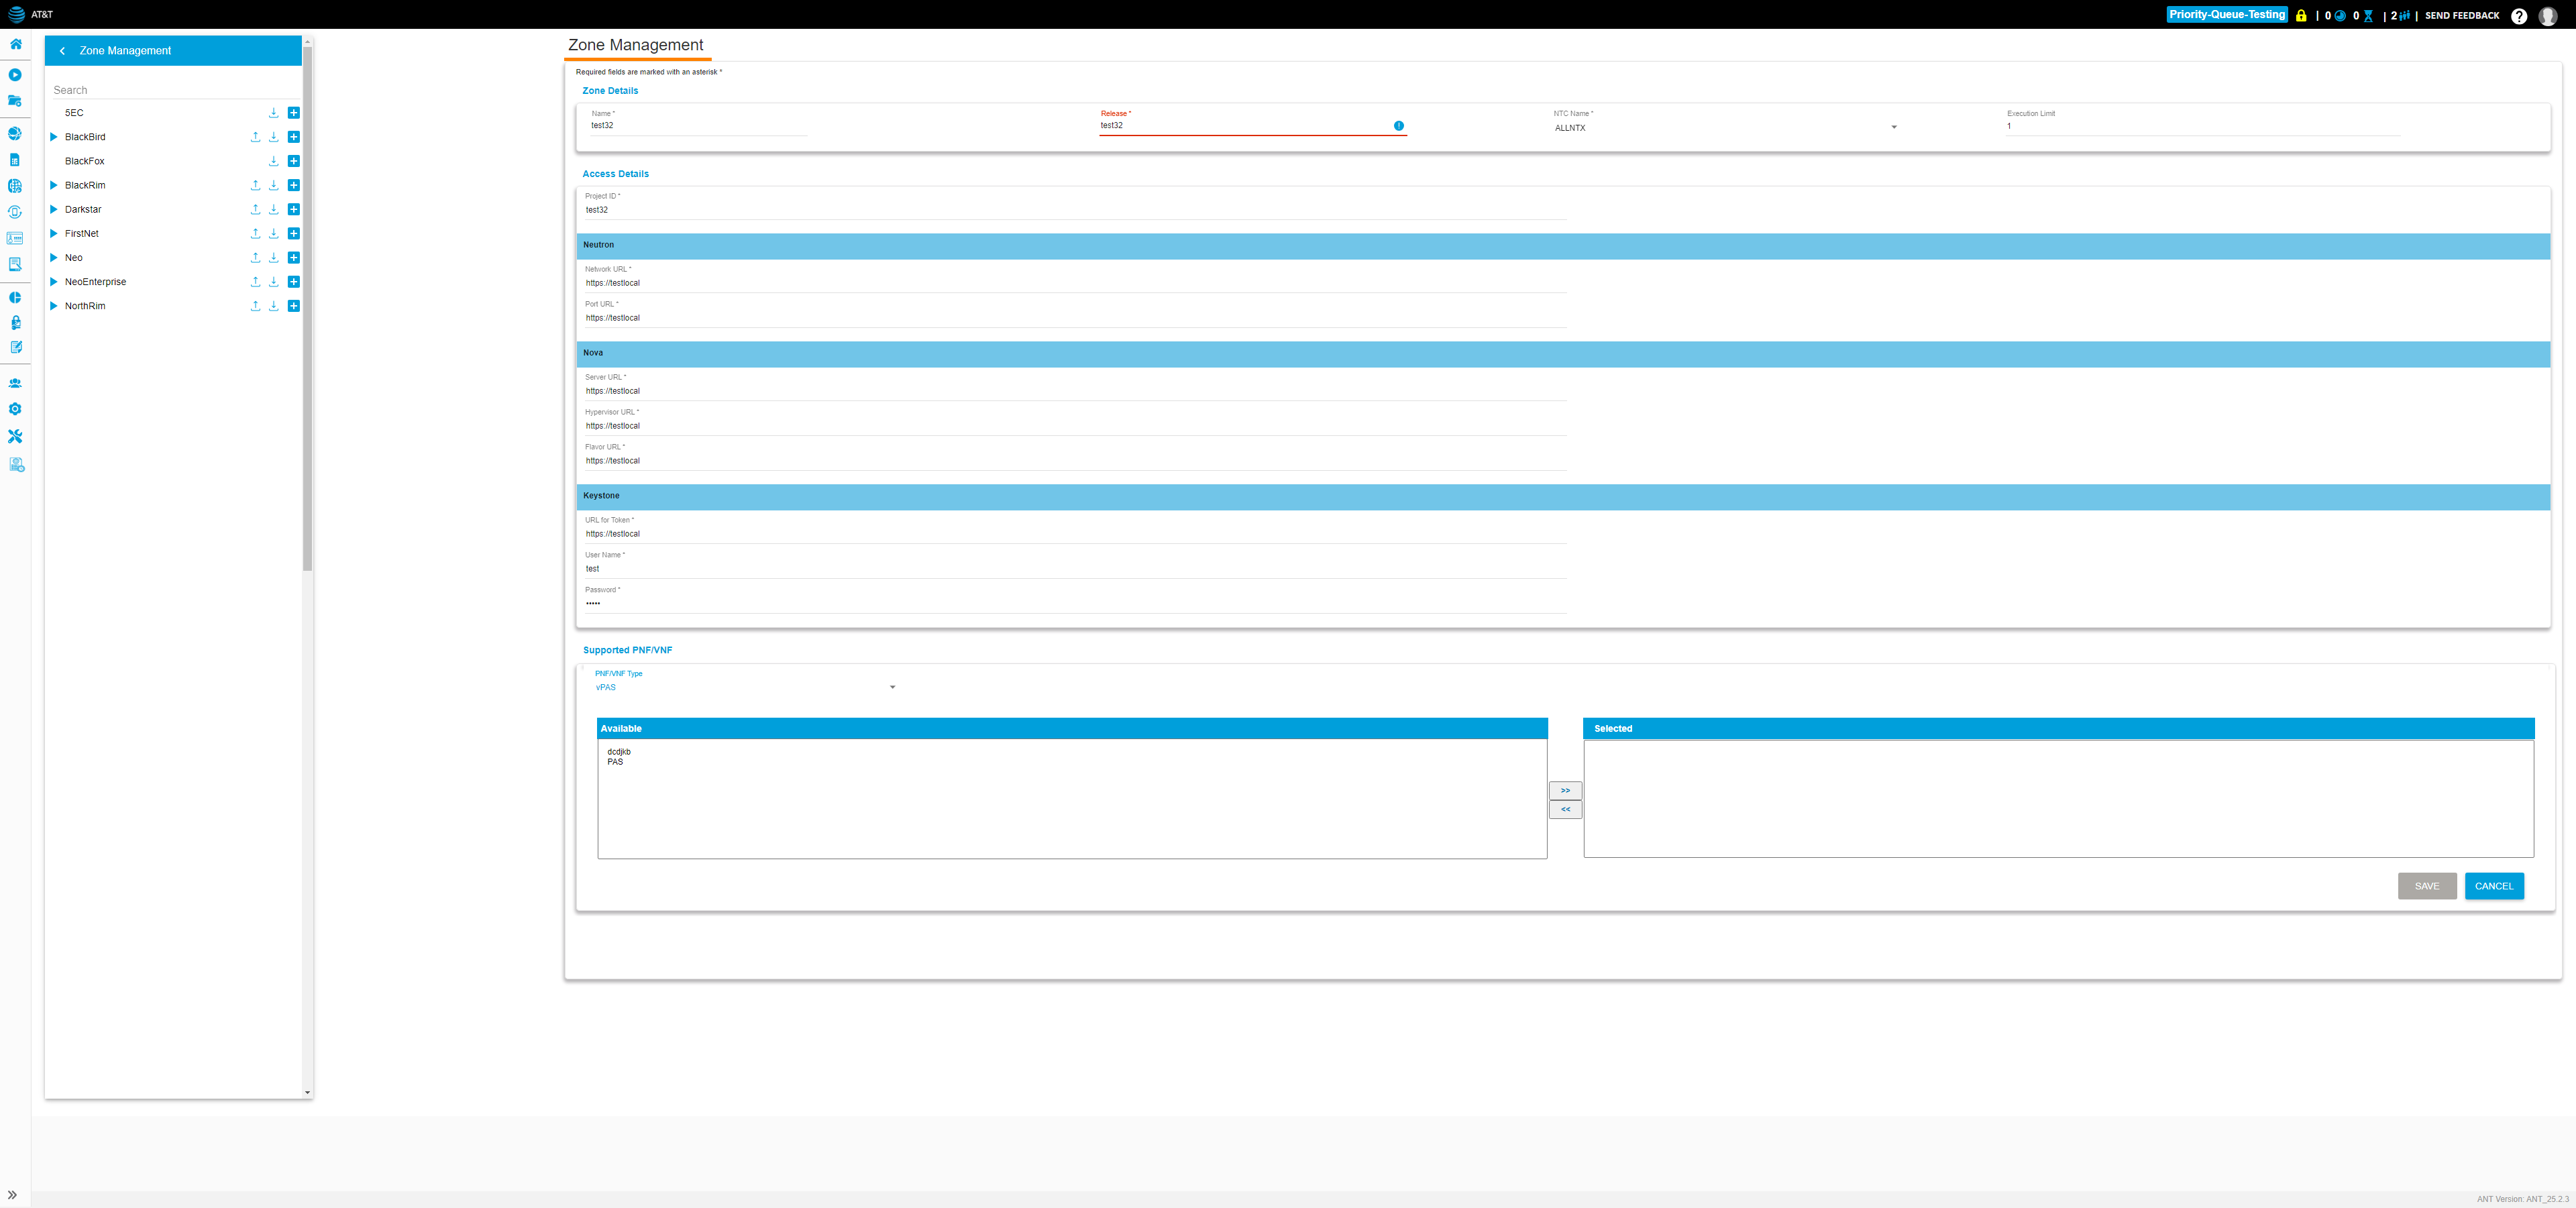 AT&T
Priority-Queue-Testing | 0 0 | 2 | SEND FEEDBACK ?
Zone Management
Search
5EC
BlackBird
BlackFox
BlackRim
Darkstar
FirstNet
Neo
NeoEnterprise
NorthRim
Zone Management
Required fields are marked with an asterisk *
Zone Details
Name * Release * NTC Name * Execution Limit
test32 test32 ALLNTX 1
Access Details
Project ID *
test32
Neutron
Network URL *
https://testlocal
Port URL *
https://testlocal
Nova
Server URL *
https://testlocal
Hypervisor URL *
https://testlocal
Flavor URL *
https://testlocal
Keystone
URL for Token *
https://testlocal
User Name *
test
Password *
•••••
Supported PNF/VNF
PNF/VNF Type
vPAS
Available Selected
dcdjkb
PAS
>>
<<
SAVE CANCEL
ANT Version: ANT_25.2.3